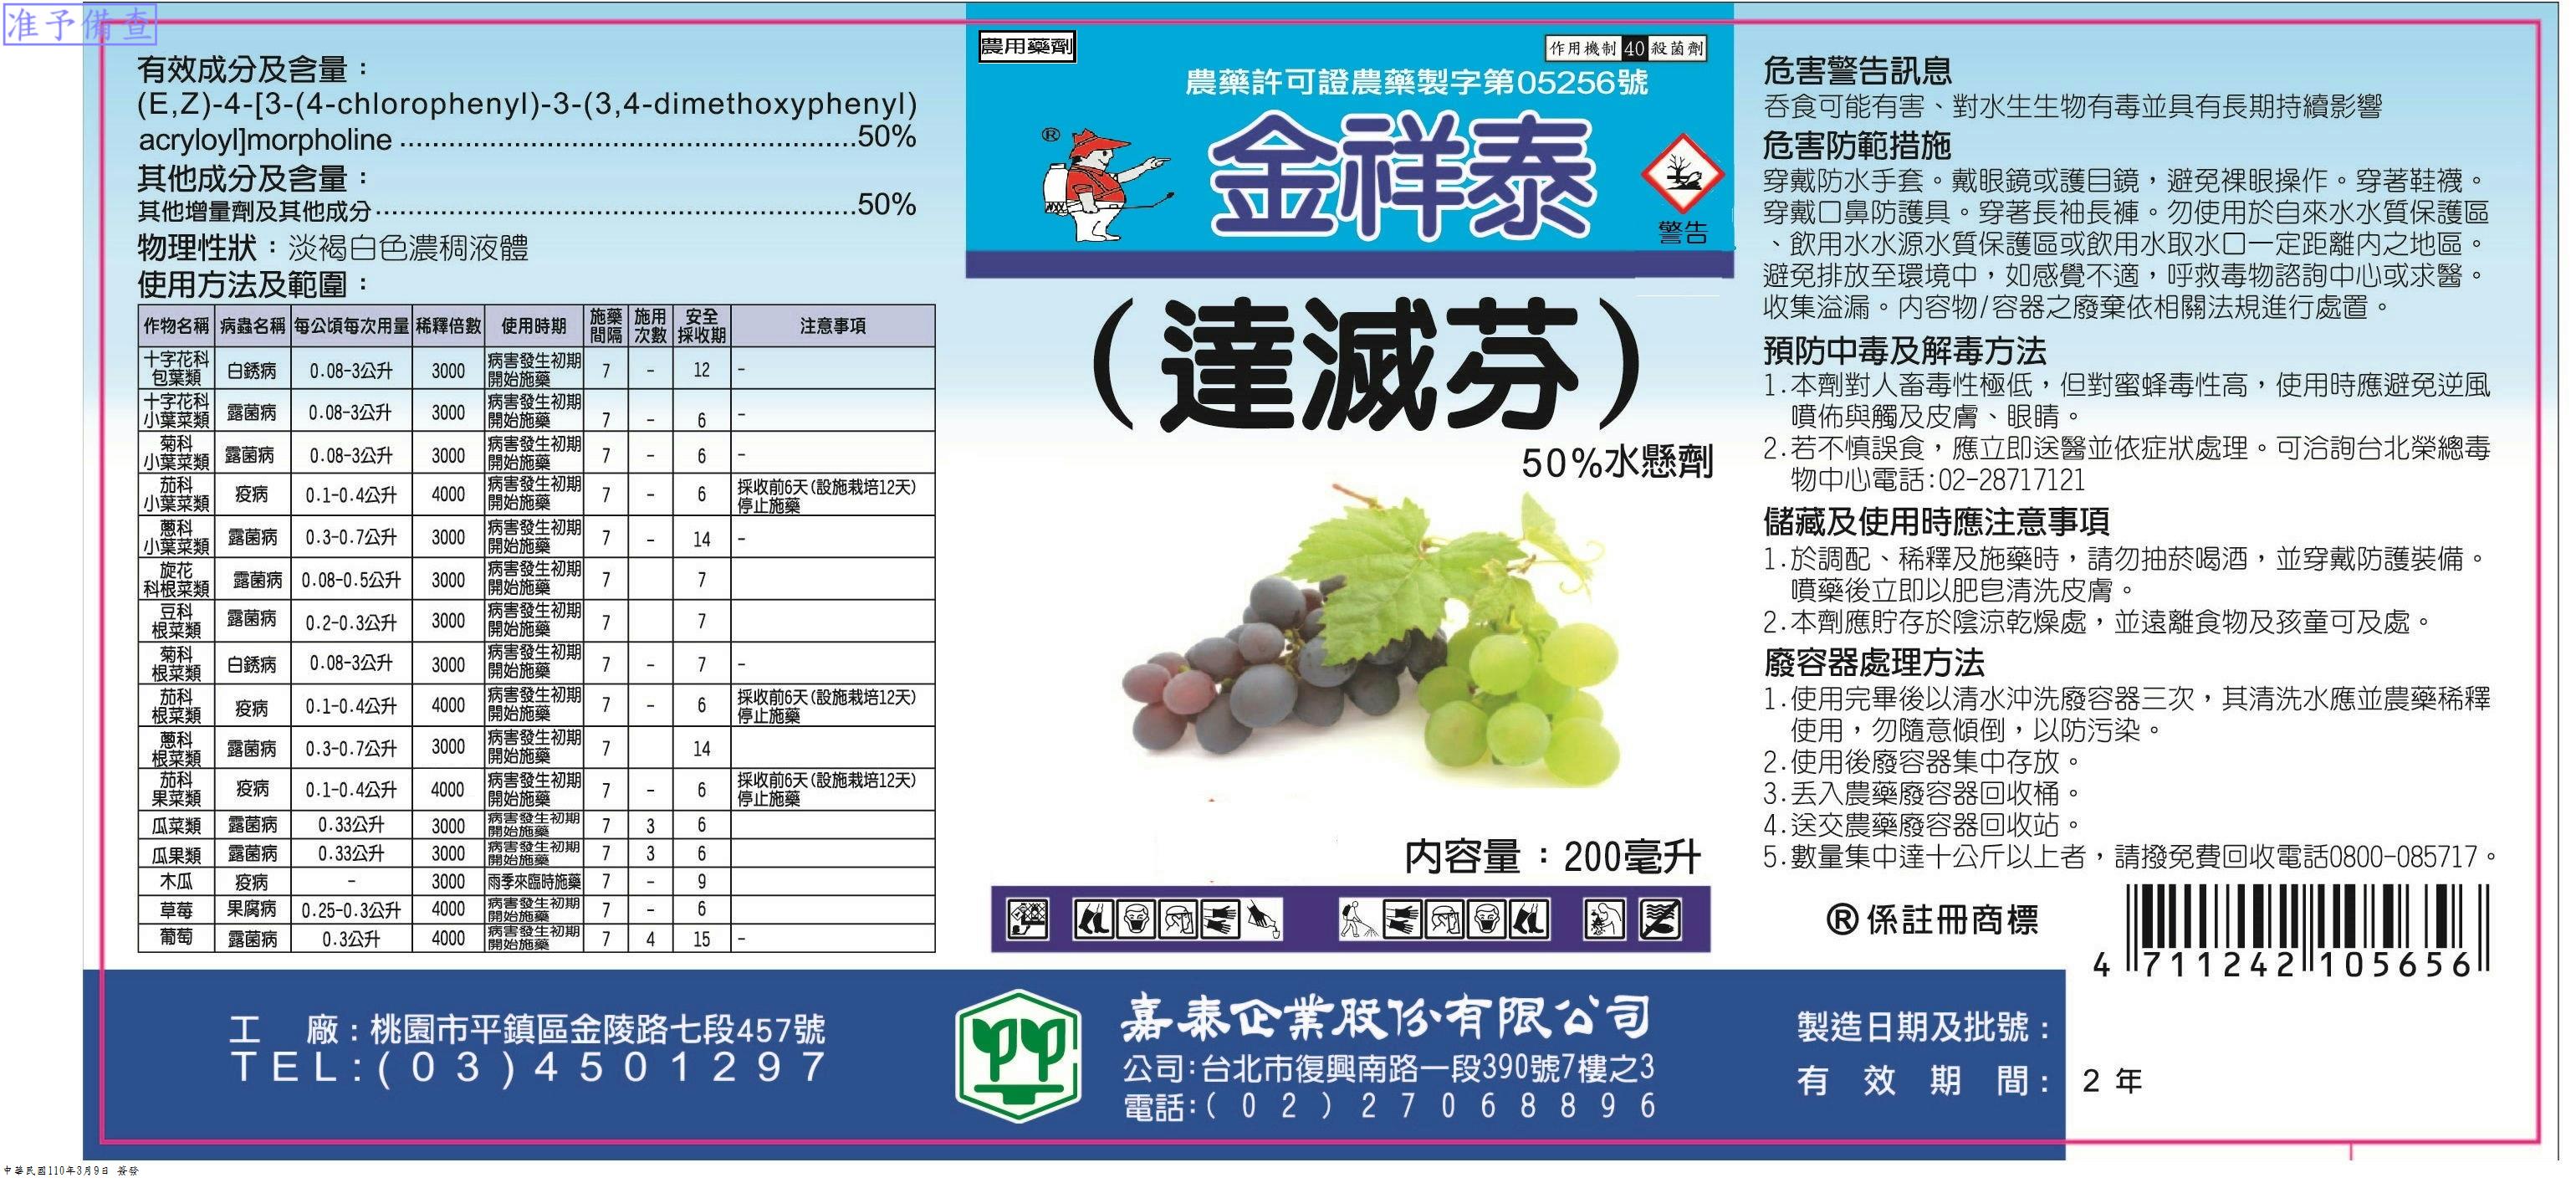 准予備查
有效成分及含量：
(E,Z)-4-[3-(4-chlorophenyl)-3-(3,4-dimethoxyphenyl)
acryloyl]morpholine ........................................................50%
其他成分及含量：
其他增量劑及其他成分...........................................................50%
物理性狀：淡褐白色濃稠液體
使用方法及範圍：
作物名稱 病蟲名稱 每公頃每次用量 稀釋倍數 使用時期 施藥間隔 施用次數 安全採收期 注意事項
十字花科包葉類 白銹病 0.08-3公升 3000 病害發生初期開始施藥 7 - 12 -
十字花科小葉菜類 露菌病 0.08-3公升 3000 病害發生初期開始施藥 7 - 6 -
菊科小葉菜類 露菌病 0.08-3公升 3000 病害發生初期開始施藥 7 - 6 -
茄科小葉菜類 疫病 0.1-0.4公升 4000 病害發生初期開始施藥 7 - 6 採收前6天(設施栽培12天)停止施藥
蔥科小葉菜類 露菌病 0.3-0.7公升 3000 病害發生初期開始施藥 7 - 14 -
旋花科根菜類 露菌病 0.08-0.5公升 3000 病害發生初期開始施藥 7 7
豆科根菜類 露菌病 0.2-0.3公升 3000 病害發生初期開始施藥 7 7
菊科根菜類 白銹病 0.08-3公升 3000 病害發生初期開始施藥 7 - 7 -
茄科根菜類 疫病 0.1-0.4公升 4000 病害發生初期開始施藥 7 - 6 採收前6天(設施栽培12天)停止施藥
蔥科根菜類 露菌病 0.3-0.7公升 3000 病害發生初期開始施藥 7 14
茄科果菜類 疫病 0.1-0.4公升 4000 病害發生初期開始施藥 7 - 6 採收前6天(設施栽培12天)停止施藥
瓜菜類 露菌病 0.33公升 3000 病害發生初期開始施藥 7 3 6
瓜果類 露菌病 0.33公升 3000 病害發生初期開始施藥 7 3 6
木瓜 疫病 - 3000 雨季來臨時施藥 7 - 9
草莓 果腐病 0.25-0.3公升 4000 病害發生初期開始施藥 7 - 6
葡萄 露菌病 0.3公升 4000 病害發生初期開始施藥 7 4 15 -
農用藥劑
作用機制 40 殺菌劑
農藥許可證農藥製字第05256號
®
金祥泰
警告
(達滅芬)
50%水懸劑
內容量：200毫升
危害警告訊息
吞食可能有害、對水生生物有毒並具有長期持續影響
危害防範措施
穿戴防水手套。戴眼鏡或護目鏡，避免裸眼操作。穿著鞋襪。
穿戴口鼻防護具。穿著長袖長褲。勿使用於自來水水質保護區
、飲用水水源水質保護區或飲用水取水口一定距離內之地區。
避免排放至環境中，如感覺不適，呼救毒物諮詢中心或求醫。
收集溢漏。內容物/容器之廢棄依相關法規進行處置。
預防中毒及解毒方法
1.本劑對人畜毒性極低，但對蜜蜂毒性高，使用時應避免逆風
噴佈與觸及皮膚、眼睛。
2.若不慎誤食，應立即送醫並依症狀處理。可洽詢台北榮總毒
物中心電話:02-28717121
儲藏及使用時應注意事項
1.於調配、稀釋及施藥時，請勿抽菸喝酒，並穿戴防護裝備。
噴藥後立即以肥皂清洗皮膚。
2.本劑應貯存於陰涼乾燥處，並遠離食物及孩童可及處。
廢容器處理方法
1.使用完畢後以清水沖洗廢容器三次，其清洗水應並農藥稀釋
使用，勿隨意傾倒，以防污染。
2.使用後廢容器集中存放。
3.丟入農藥廢容器回收桶。
4.送交農藥廢容器回收站。
5.數量集中達十公斤以上者，請撥免費回收電話0800-085717。
®係註冊商標
4 711242 105656
工 廠：桃園市平鎮區金陵路七段457號
TEL:(03)4501297
嘉泰企業股份有限公司
公司:台北市復興南路一段390號7樓之3
電話:(02)27068896
製造日期及批號：
有效期間：2年
中華民國110年3月9日 簽發